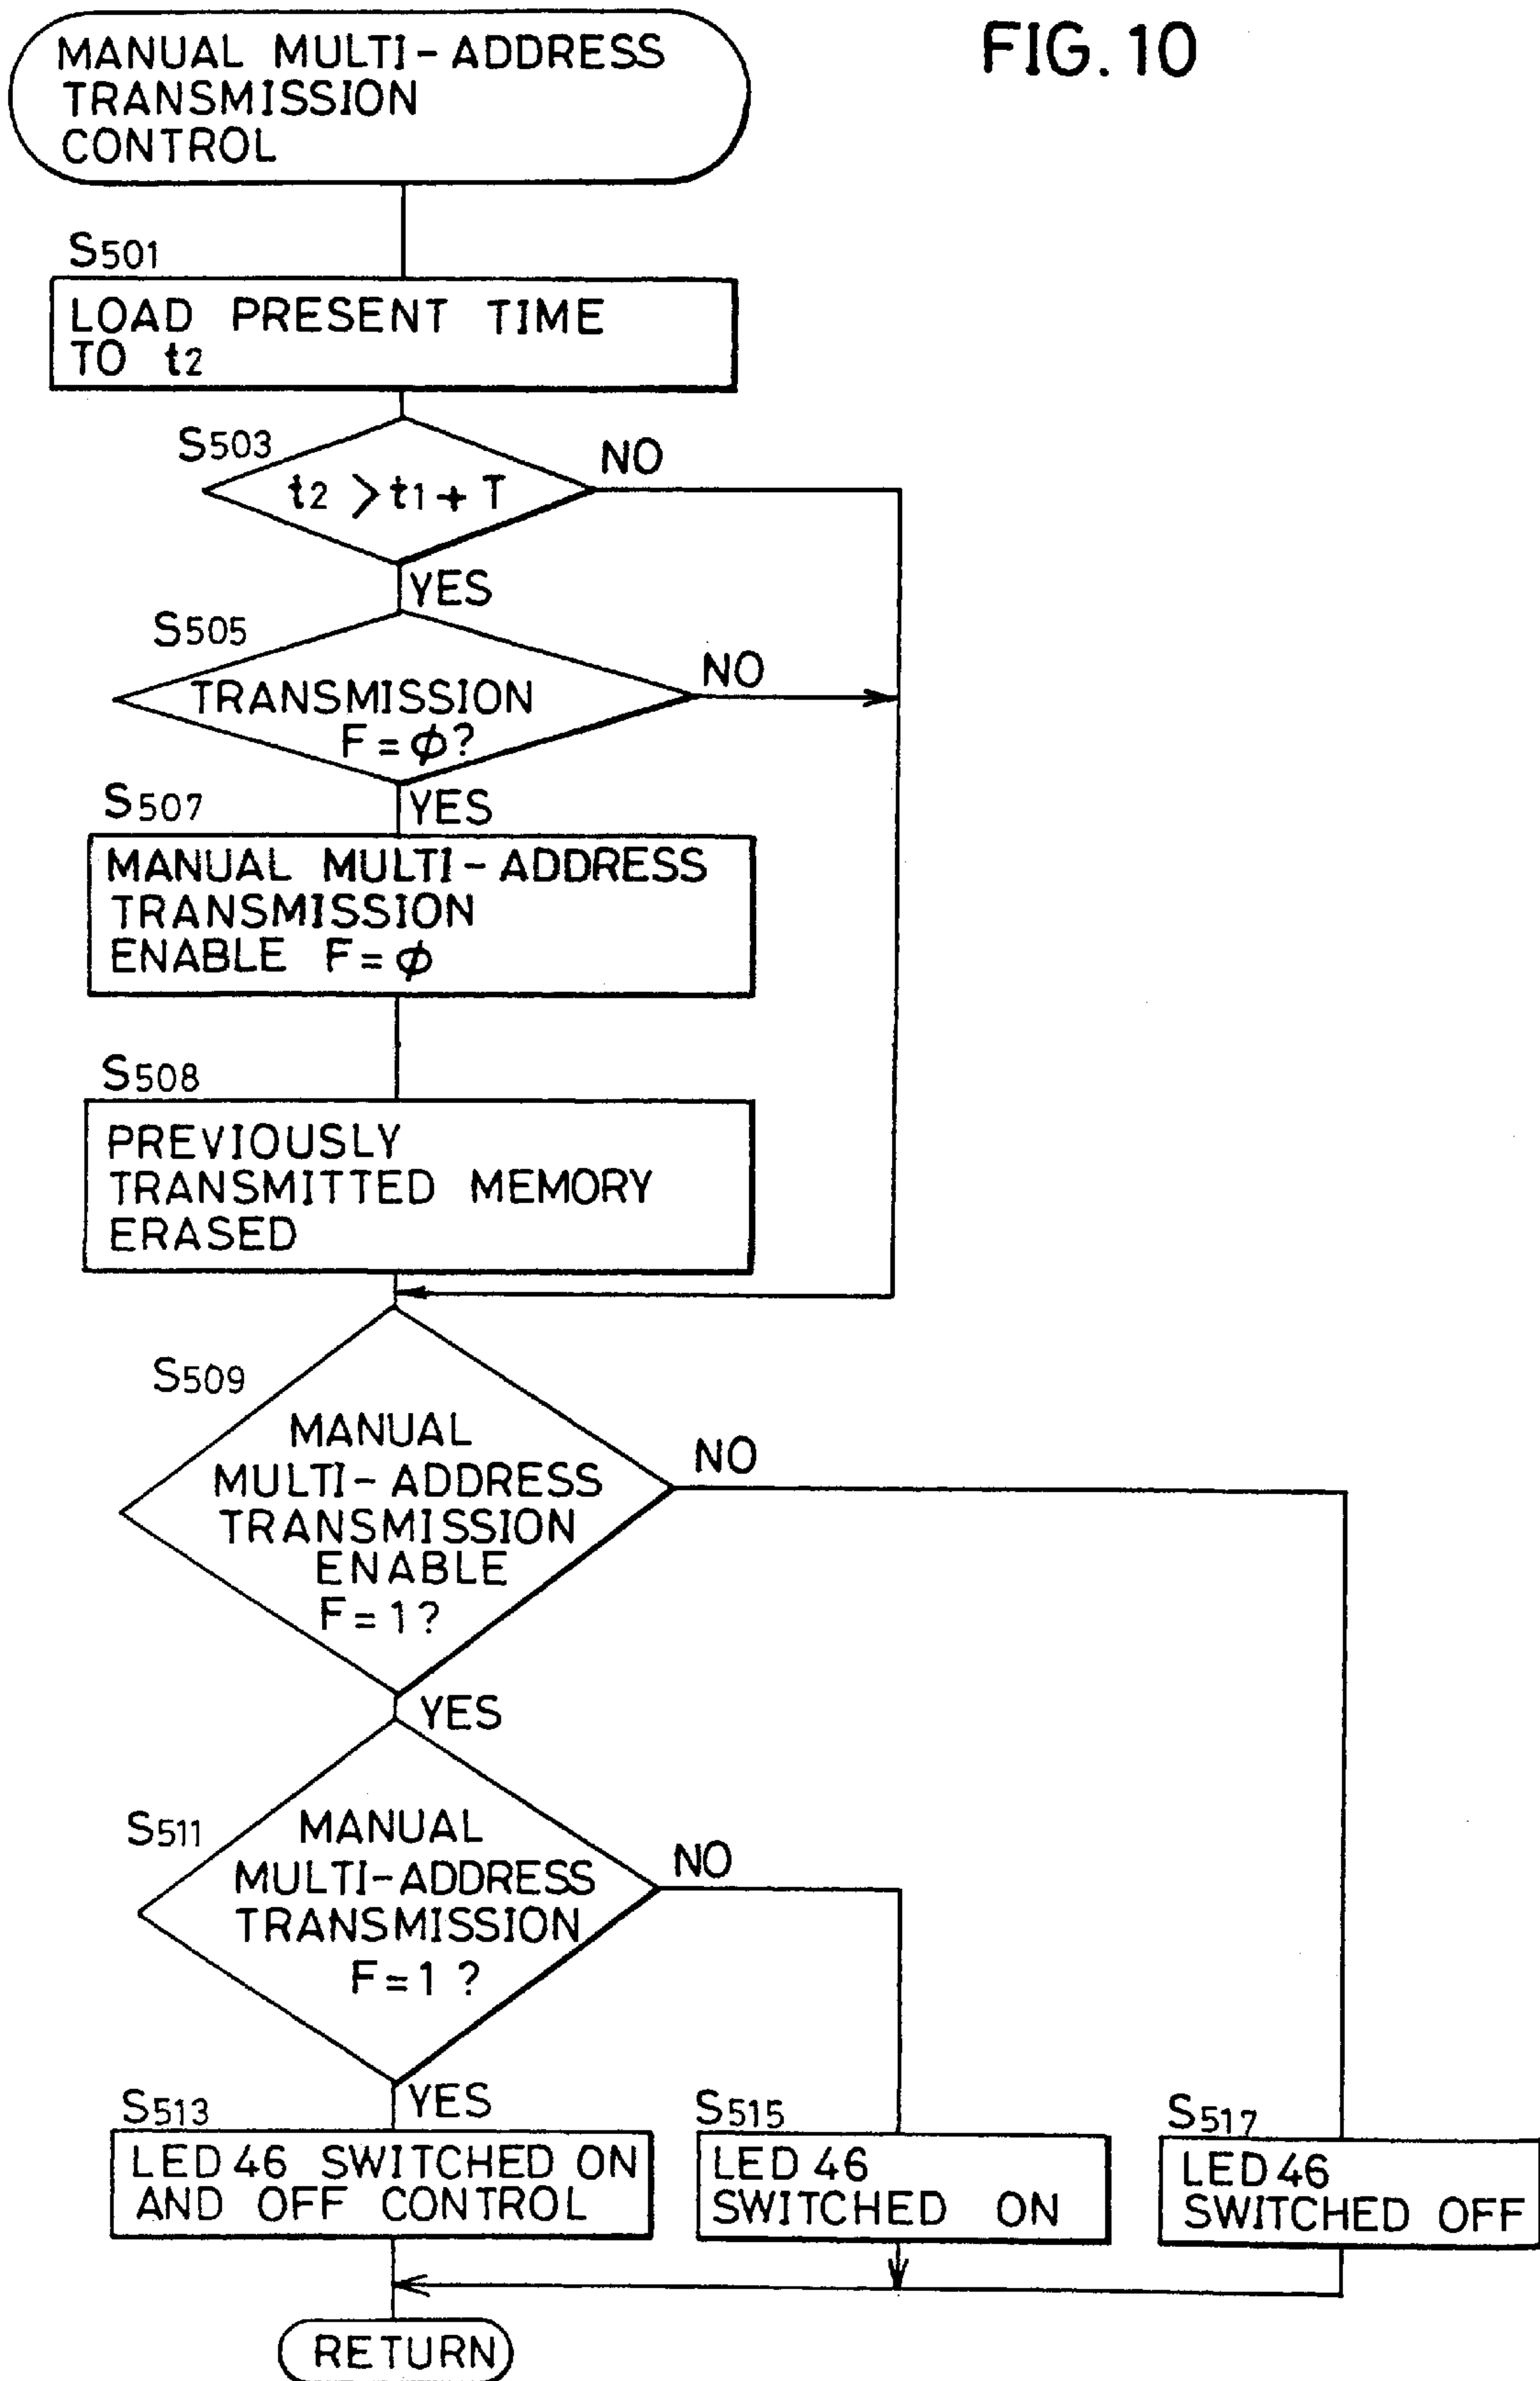 FIG. 10
MANUAL MULTI-ADDRESS
TRANSMISSION
CONTROL
S501
LOAD PRESENT TIME
TO t2
S503
t2 > t1 + T
NO
YES
S505
TRANSMISSION
F = ϕ?
NO
YES
S507
MANUAL MULTI-ADDRESS
TRANSMISSION
ENABLE F = ϕ
S508
PREVIOUSLY
TRANSMITTED MEMORY
ERASED
S509
MANUAL
MULTI-ADDRESS
TRANSMISSION
ENABLE
F = 1?
NO
YES
S511
MANUAL
MULTI-ADDRESS
TRANSMISSION
F = 1?
NO
YES
S513
LED 46 SWITCHED ON
AND OFF CONTROL
S515
LED 46
SWITCHED ON
S517
LED 46
SWITCHED OFF
RETURN